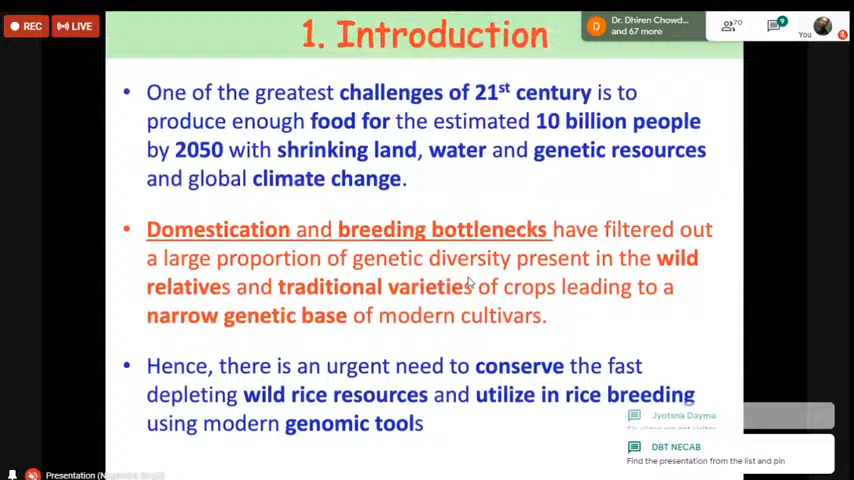 REC
LIVE
1. Introduction
Dr. Dhiren Chowd...
and 67 more
70
9
D
You
• One of the greatest challenges of 21st century is to
produce enough food for the estimated 10 billion people
by 2050 with shrinking land, water and genetic resources
and global climate change.
• Domestication and breeding bottlenecks have filtered out
a large proportion of genetic diversity present in the wild
relatives and traditional varieties of crops leading to a
narrow genetic base of modern cultivars.
• Hence, there is an urgent need to conserve the fast
depleting wild rice resources and utilize in rice breeding
using modern genomic tools
Jyotsna Dayma
DBT NECAB
Find the presentation from the list and pin
Presentation